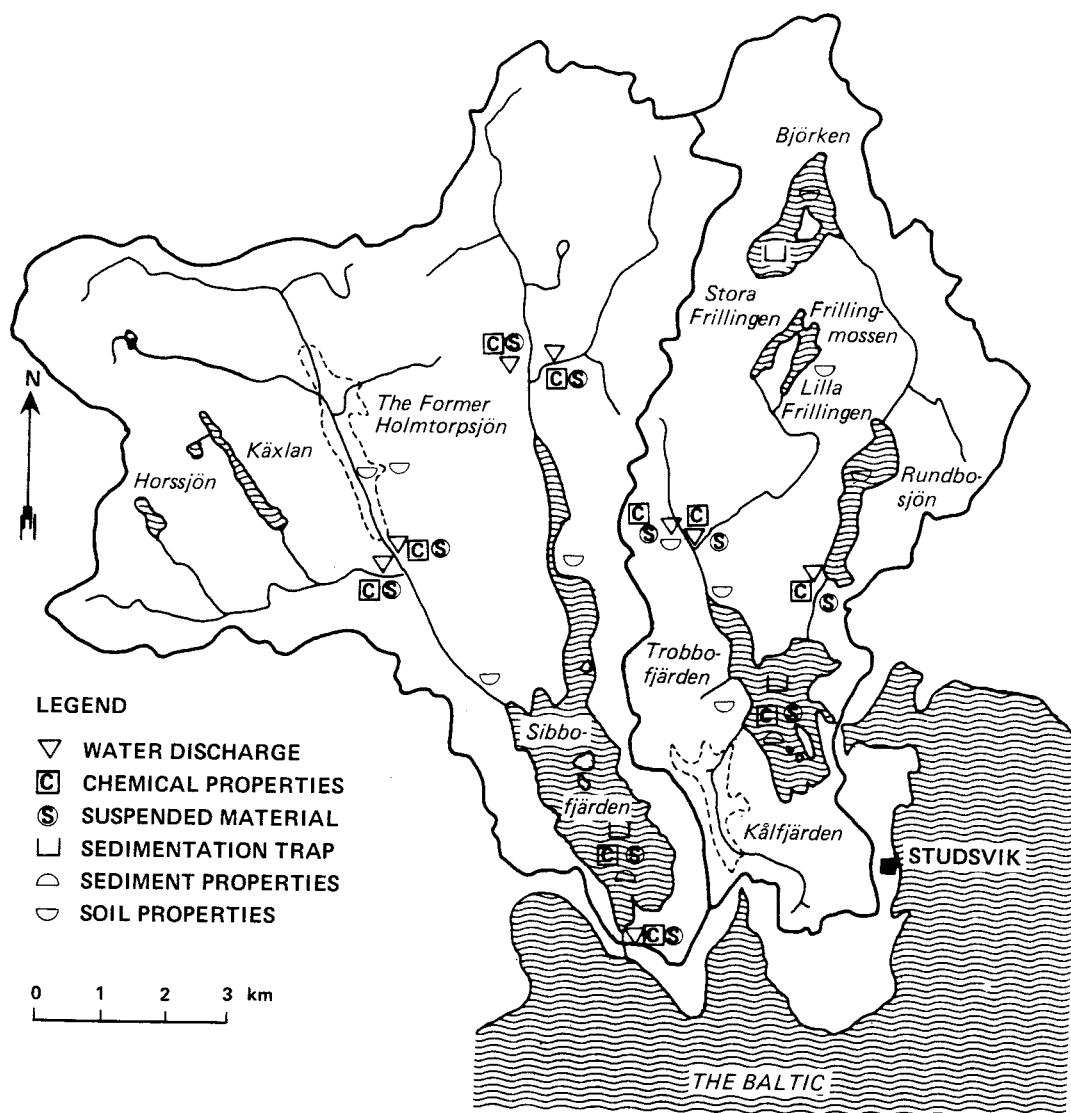 Björken
Stora
Frillingen
Frilling-
mossen
Lilla
Frillingen
N
The Former
Holmtorpsjön
Käxlan
Horssjön
Rundbo-
sjön
C S
C S
C C
S S
C S
C S
C
S
Trobbo-
fjärden
C S
Sibbo-
fjärden
C S
Kålfjärden
STUDSVIK
C S
LEGEND
WATER DISCHARGE
C CHEMICAL PROPERTIES
S SUSPENDED MATERIAL
SEDIMENTATION TRAP
SEDIMENT PROPERTIES
SOIL PROPERTIES
0 1 2 3 km
THE BALTIC